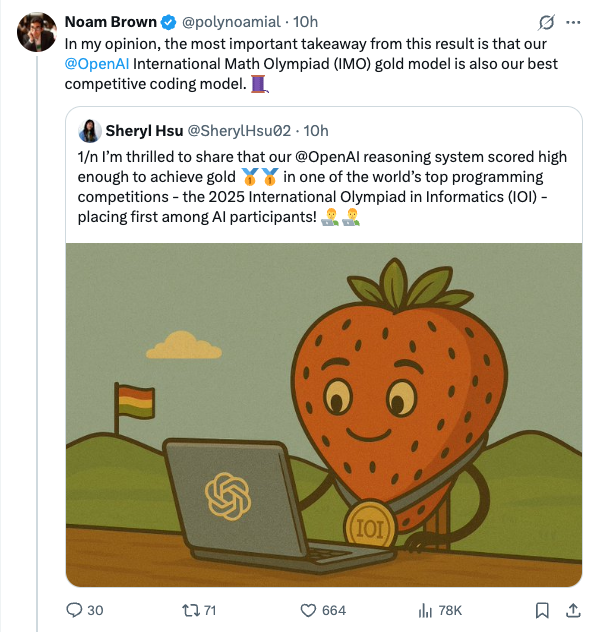 Noam Brown @polynoamial · 10h
In my opinion, the most important takeaway from this result is that our
@OpenAI International Math Olympiad (IMO) gold model is also our best
competitive coding model. 🧵
Sheryl Hsu @SherylHsu02 · 10h
1/n I’m thrilled to share that our @OpenAI reasoning system scored high
enough to achieve gold 🥇🥇 in one of the world’s top programming
competitions - the 2025 International Olympiad in Informatics (IOI) -
placing first among AI participants! 👨‍💻👨‍💻
IOI
30 71 664 78K